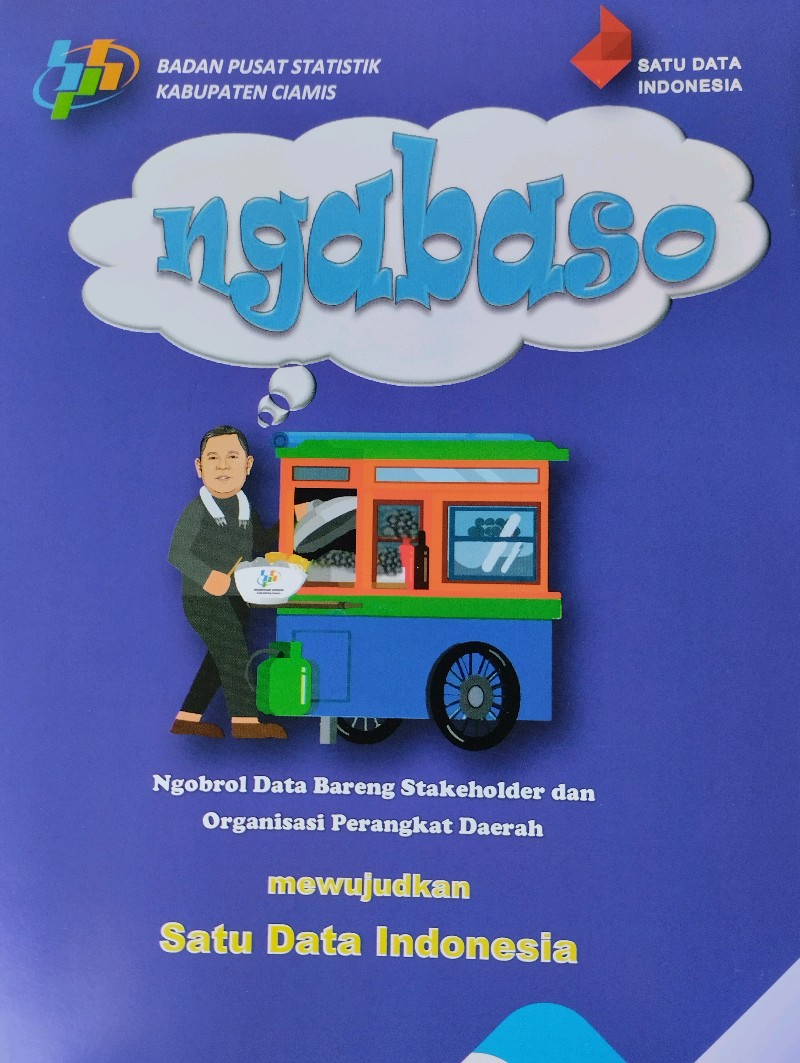 BADAN PUSAT STATISTIK
KABUPATEN CIAMIS
SATU DATA
INDONESIA
ngabaso
Ngobrol Data Bareng Stakeholder dan
Organisasi Perangkat Daerah
mewujudkan
Satu Data Indonesia